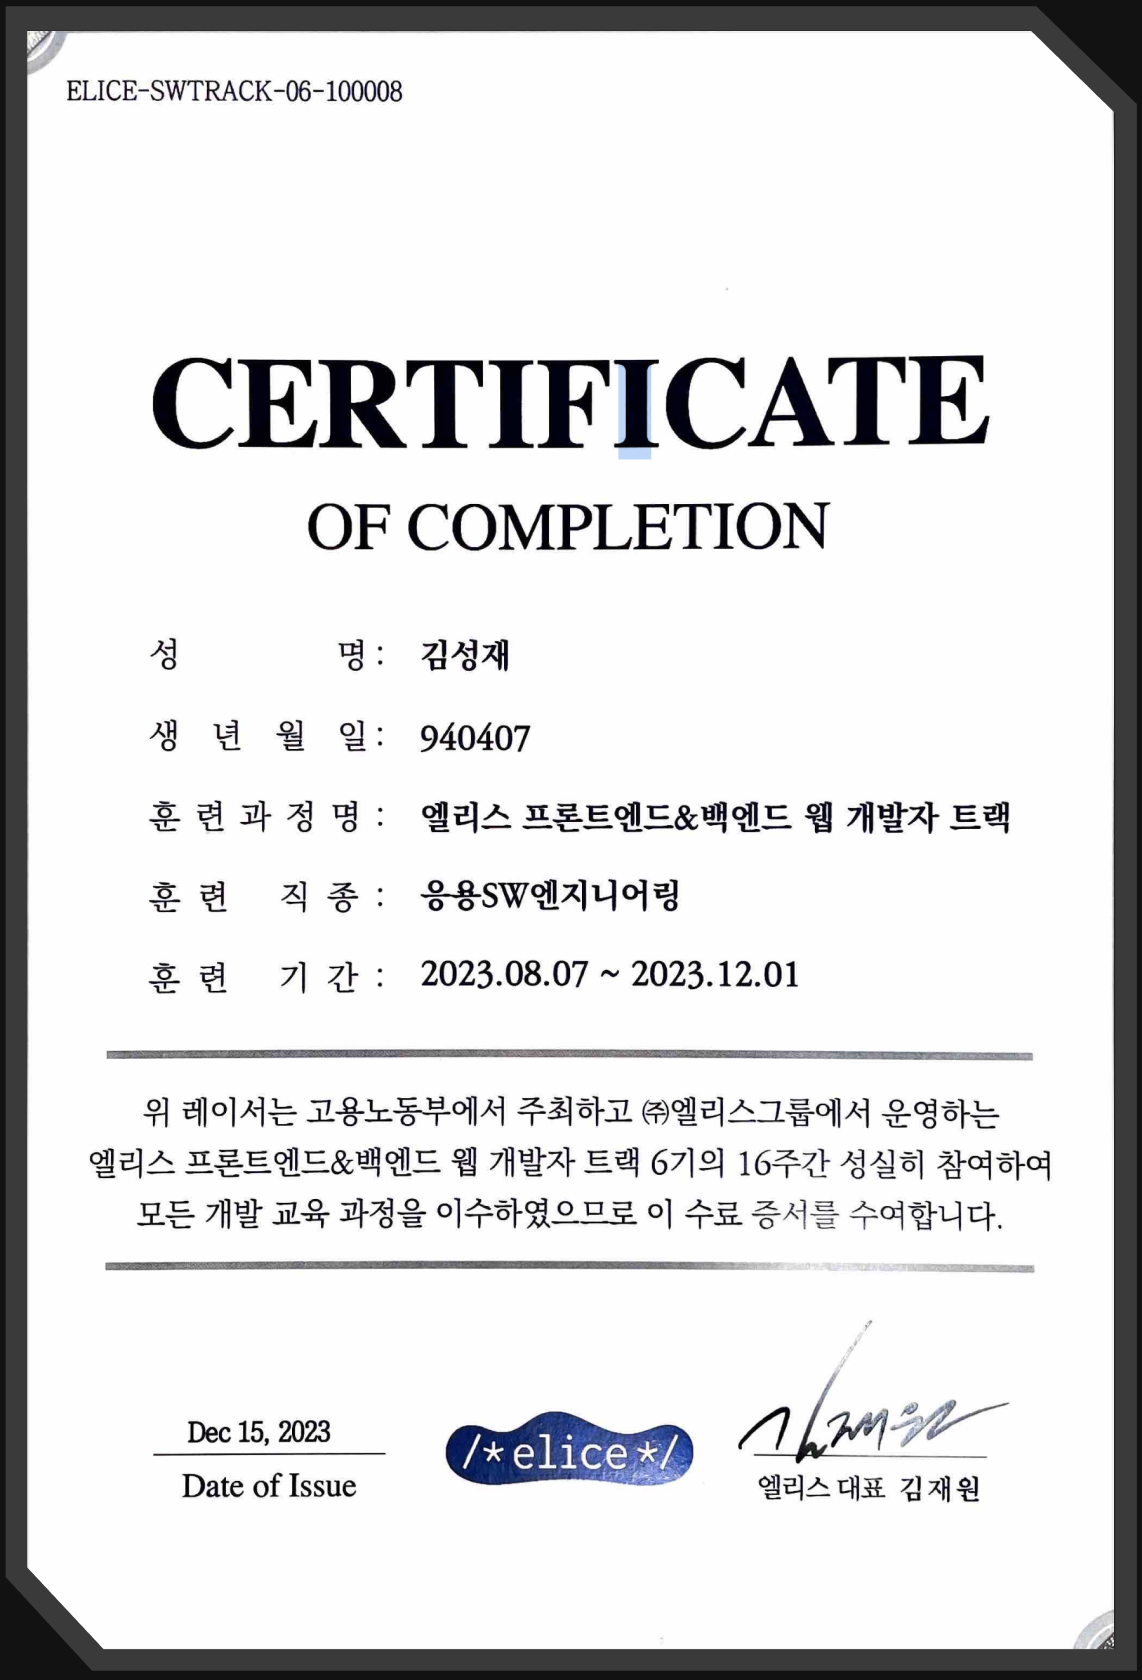 ELICE-SWTRACK-06-100008
CERTIFICATE
OF COMPLETION
성 명 : 김성재
생 년 월 일 : 940407
훈 련 과 정 명 : 엘리스 프론트엔드&백엔드 웹 개발자 트랙
훈 련 직 종 : 응용SW엔지니어링
훈 련 기 간 : 2023.08.07 ~ 2023.12.01
위 레이서는 고용노동부에서 주최하고 ㈜엘리스그룹에서 운영하는
엘리스 프론트엔드&백엔드 웹 개발자 트랙 6기의 16주간 성실히 참여하여
모든 개발 교육 과정을 이수하였으므로 이 수료 증서를 수여합니다.
Dec 15, 2023
Date of Issue
/*elice*/
김재원
엘리스 대표 김재원